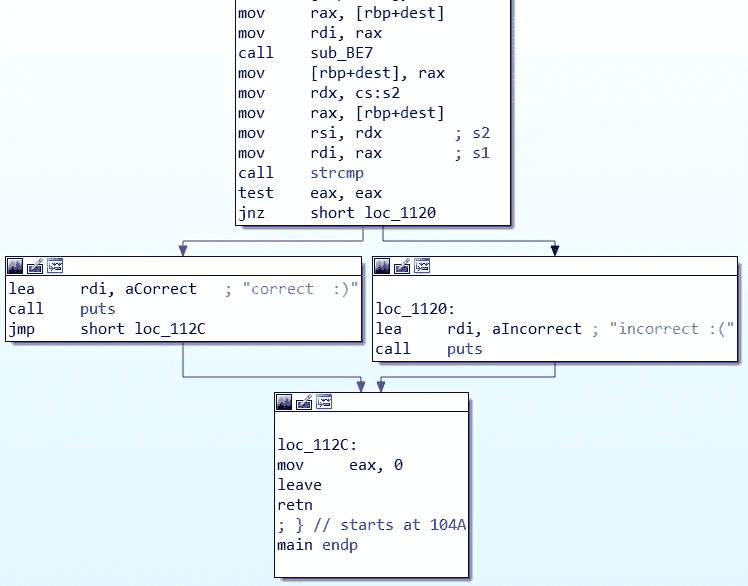 mov rax, [rbp+dest]
mov rdi, rax
call sub_BE7
mov [rbp+dest], rax
mov rdx, cs:s2
mov rax, [rbp+dest]
mov rsi, rdx ; s2
mov rdi, rax ; s1
call strcmp
test eax, eax
jnz short loc_1120
lea rdi, aCorrect ; "correct :)"
call puts
jmp short loc_112C
loc_1120:
lea rdi, aIncorrect ; "incorrect :("
call puts
loc_112C:
mov eax, 0
leave
retn
; } // starts at 104A
main endp